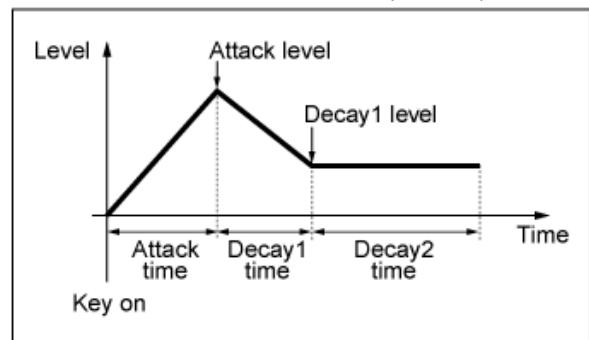 Level
Attack level
Decay1 level
Time
Attack
time
Decay1
time
Decay2
time
Key on